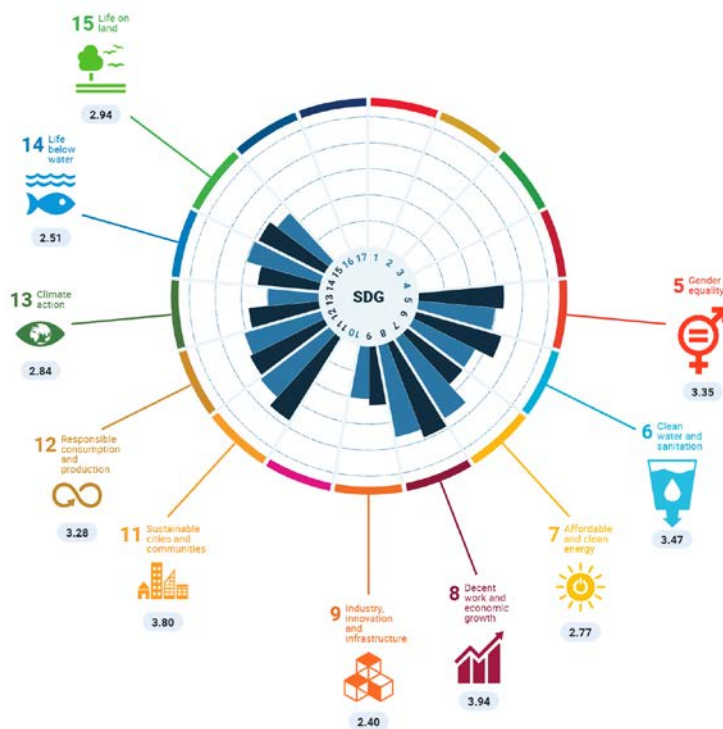 15 Life on
land
2.94
14 Life
below
water
2.51
13 Climate
action
2.84
12 Responsible
consumption
and
production
3.28
11 Sustainable
cities and
communities
3.80
9 Industry,
innovation
and
infrastructure
2.40
8 Decent
work and
economic
growth
3.94
7 Affordable
and clean
energy
2.77
6 Clean
water and
sanitation
3.47
5 Gender
equality
3.35
SDG
1
2
3
4
5
6
7
8
9
10
11
12
13
14
15
16
17